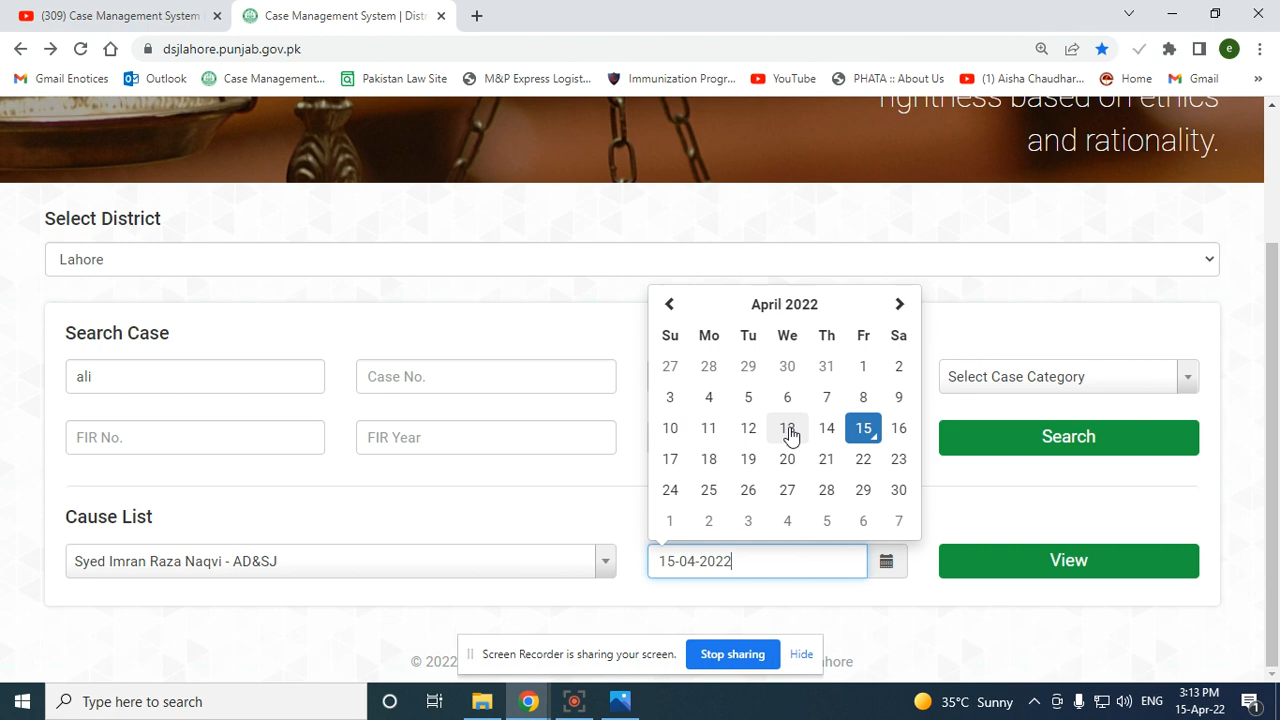 (309) Case Management System
Case Management System | Distr
dsjlahore.punjab.gov.pk
e
Gmail Enotices
Outlook
Case Management...
Pakistan Law Site
M&P Express Logist...
Immunization Progr...
YouTube
PHATA :: About Us
(1) Aisha Chaudhar...
Home
Gmail
»
rightness based on ethics
and rationality.
Select District
Lahore
Search Case
ali
Case No.
Select Case Category
FIR No.
FIR Year
Search
April 2022
Su Mo Tu We Th Fr Sa
27 28 29 30 31 1 2
3 4 5 6 7 8 9
10 11 12 13 14 15 16
17 18 19 20 21 22 23
24 25 26 27 28 29 30
1 2 3 4 5 6 7
Cause List
Syed Imran Raza Naqvi - AD&SJ
15-04-2022
View
© 2022
hore
Screen Recorder is sharing your screen.
Stop sharing
Hide
Type here to search
35°C Sunny
ENG
3:13 PM
15-Apr-22
1